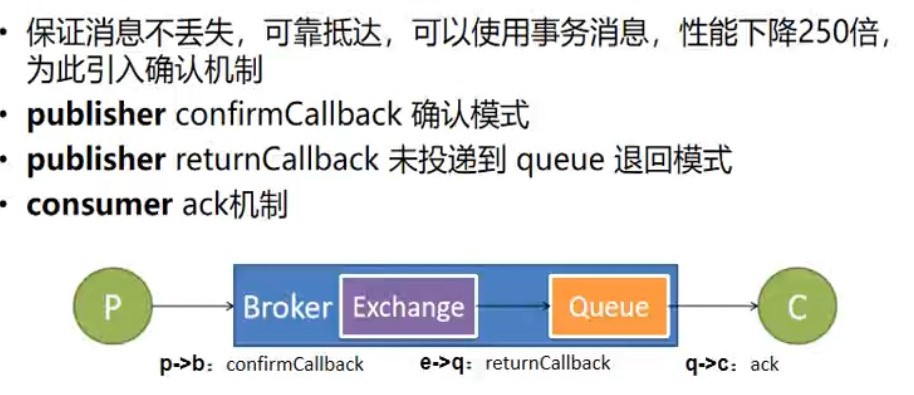 • 保证消息不丢失，可靠抵达，可以使用事务消息，性能下降250倍，
为此引入确认机制
• publisher confirmCallback 确认模式
• publisher returnCallback 未投递到 queue 退回模式
• consumer ack机制
P
Broker
Exchange
Queue
C
p->b：confirmCallback
e->q：returnCallback
q->c：ack